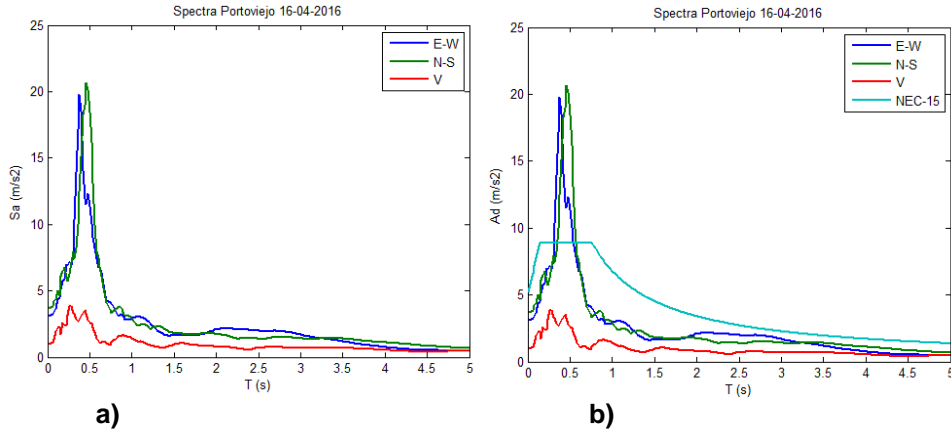 Spectra Portoviejo 16-04-2016
25
20
15
10
5
0
Sa (m/s2)
0 0.5 1 1.5 2 2.5 3 3.5 4 4.5 5
T (s)
E-W
N-S
V
a)
Spectra Portoviejo 16-04-2016
25
20
15
10
5
0
Ad (m/s2)
0 0.5 1 1.5 2 2.5 3 3.5 4 4.5 5
T (s)
E-W
N-S
V
NEC-15
b)